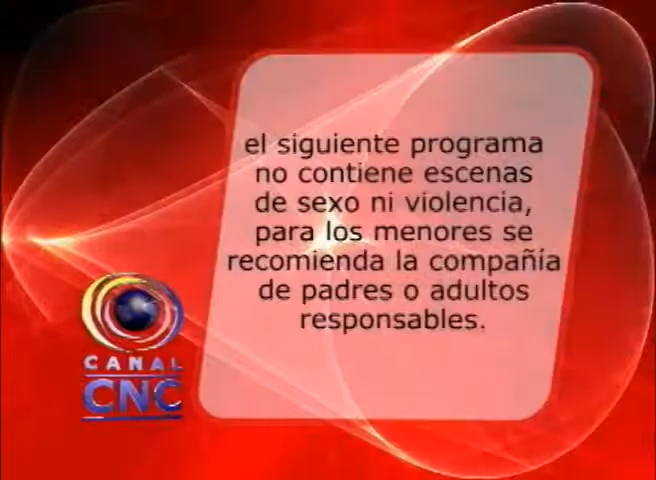 el siguiente programa
no contiene escenas
de sexo ni violencia,
para los menores se
recomienda la compañía
de padres o adultos
responsables.
CANAL
CNC